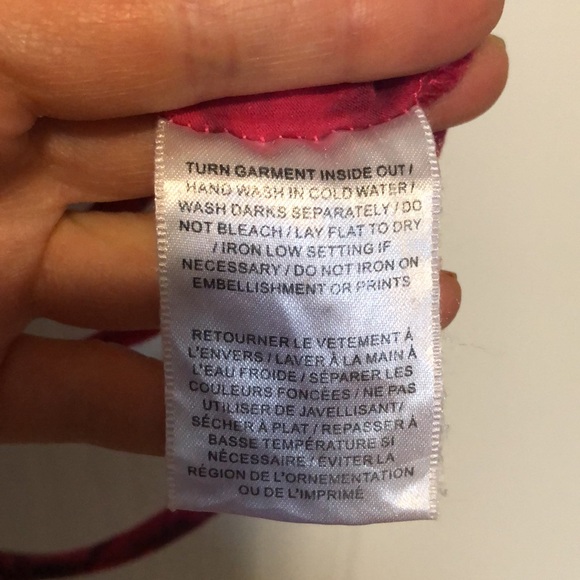 TURN GARMENT INSIDE OUT /
HAND WASH IN COLD WATER /
WASH DARKS SEPARATELY / DO
NOT BLEACH / LAY FLAT TO DRY
/ IRON LOW SETTING IF
NECESSARY / DO NOT IRON ON
EMBELLISHMENT OR PRINTS
RETOURNER LE VETEMENT À
L'ENVERS / LAVER À LA MAIN À
L'EAU FROIDE / SÉPARER LES
COULEURS FONCÉES / NE PAS
UTILISER DE JAVELLISANT /
SÉCHER À PLAT / REPASSER À
BASSE TEMPÉRATURE SI
NÉCESSAIRE / ÉVITER LA
RÉGION DE L'ORNEMENTATION
OU DE L'IMPRIMÉ